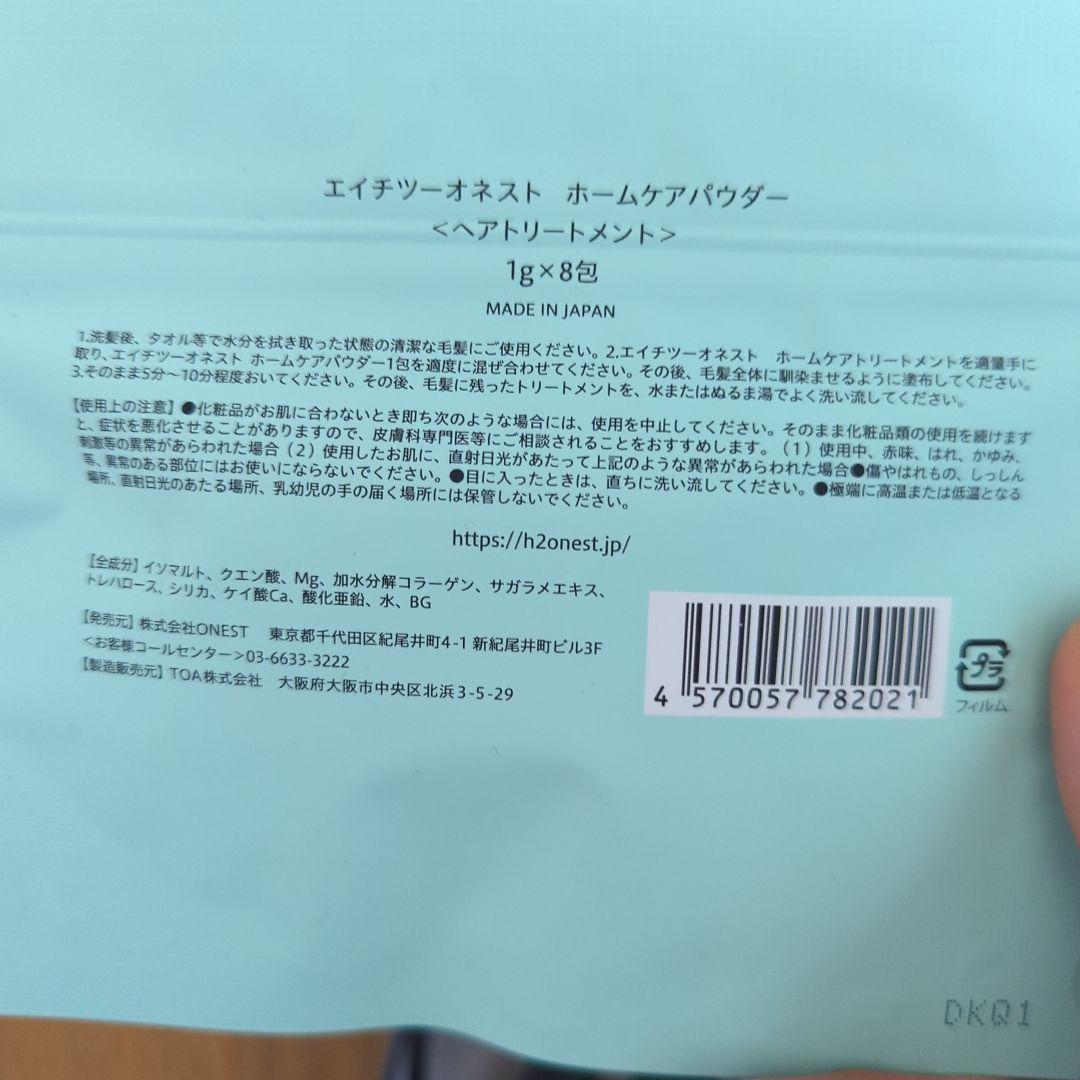 エイチツーオネスト ホームケアパウダー
＜ヘアトリートメント＞
1g×8包
MADE IN JAPAN
1.洗髪後、タオル等で水分を拭き取った状態の清潔な毛髪にご使用ください。2.エイチツーオネスト ホームケアトリートメントを適量手に
取り、エイチツーオネスト ホームケアパウダー1包を適度に混ぜ合わせてください。その後、毛髪全体に馴染ませるように塗布してください。
3.そのまま5分〜10分程度おいてください。その後、毛髪に残ったトリートメントを、水またはぬるま湯でよく洗い流してください。
【使用上の注意】●化粧品がお肌に合わないとき即ち次のような場合には、使用を中止してください。そのまま化粧品類の使用を続けます
と、症状を悪化させることがありますので、皮膚科専門医等にご相談されることをおすすめします。（1）使用中、赤味、はれ、かゆみ、
刺激等の異常があらわれた場合（2）使用したお肌に、直射日光があたって上記のような異常があらわれた場合●傷やはれもの、しっしん
等、異常のある部位にはお使いにならないでください。●目に入ったときは、直ちに洗い流してください。●極端に高温または低温となる
場所、直射日光のあたる場所、乳幼児の手の届く場所には保管しないでください。
https://h2onest.jp/
【全成分】イソマルト、クエン酸、Mg、加水分解コラーゲン、サガラメエキス、
トレハロース、シリカ、ケイ酸Ca、酸化亜鉛、水、BG
【発売元】株式会社ONEST 東京都千代田区紀尾井町4-1 新紀尾井町ビル3F
＜お客様コールセンター＞03-6633-3222
【製造販売元】TOA株式会社 大阪府大阪市中央区北浜3-5-29
4 570057 782021
プラ
フィルム
DKQ1